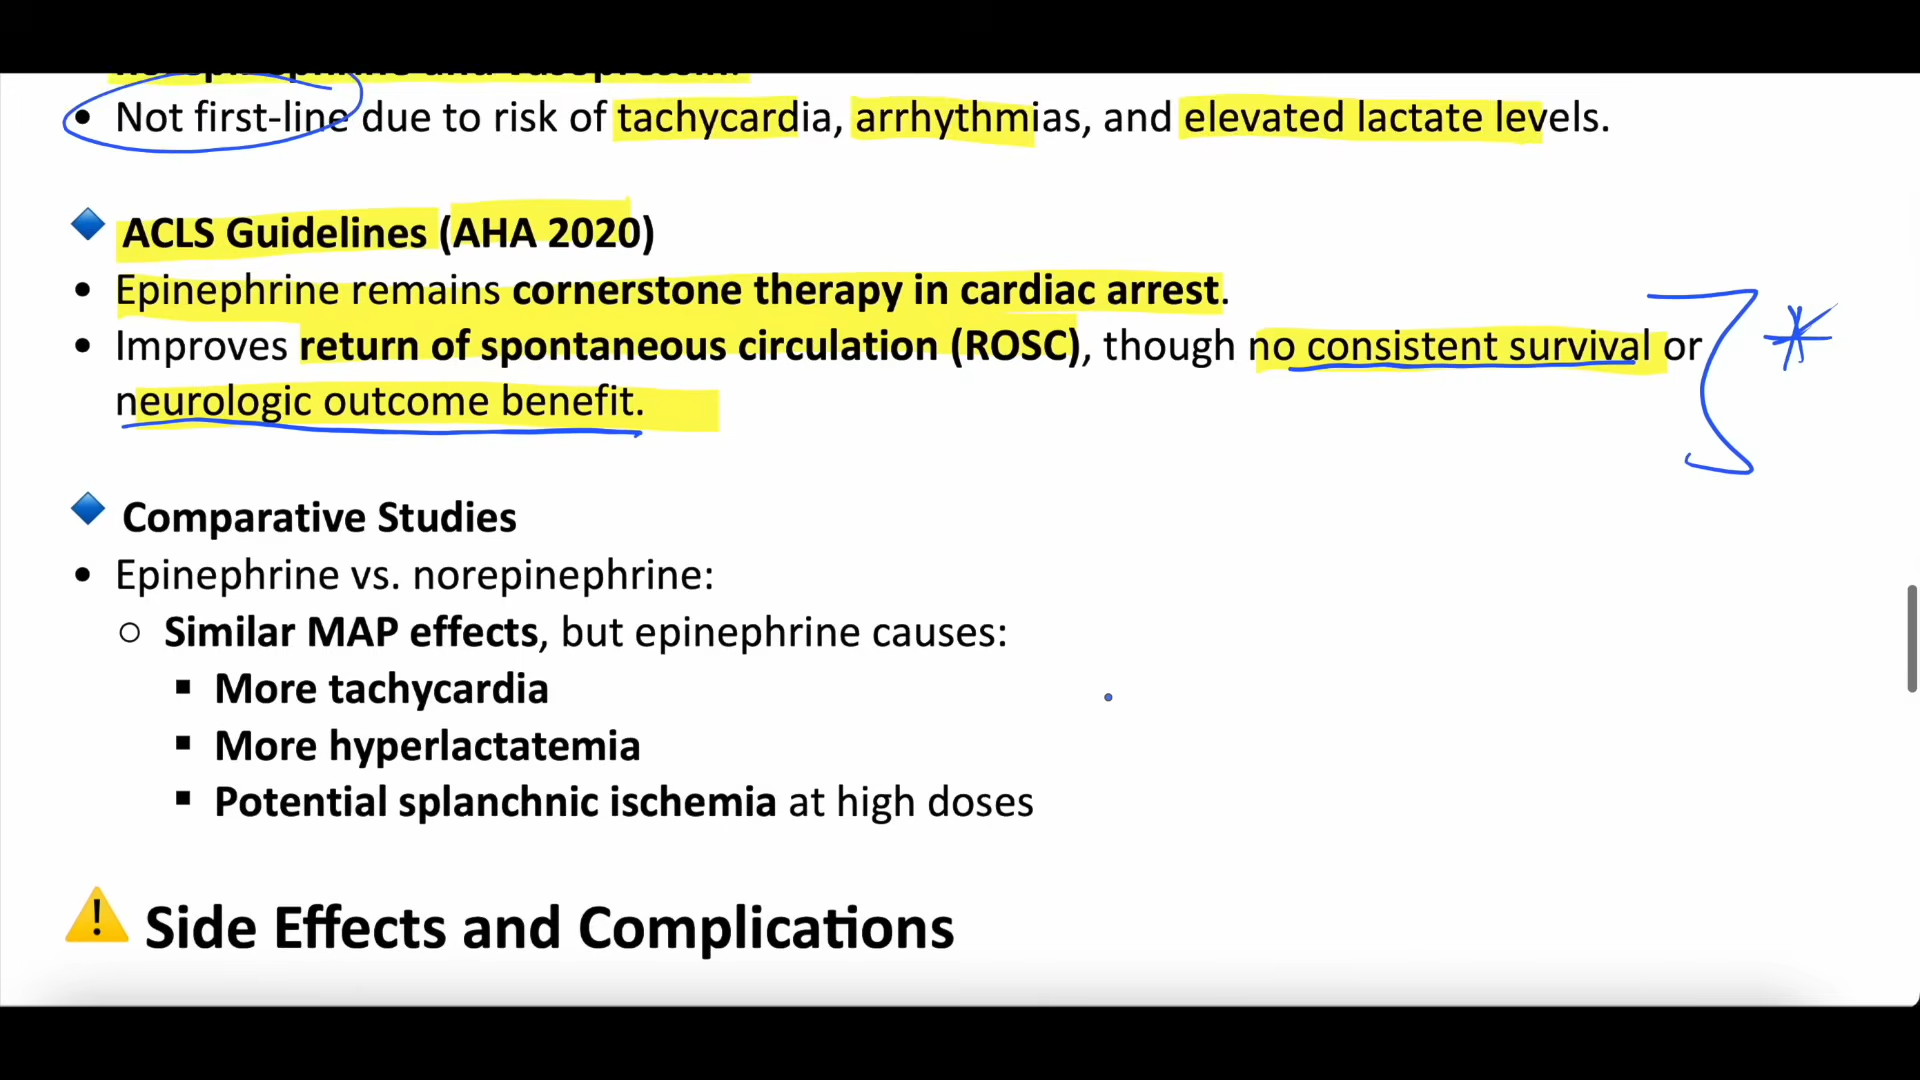 norepinephrine and vasopressin.
• Not first-line due to risk of tachycardia, arrhythmias, and elevated lactate levels.
ACLS Guidelines (AHA 2020)
• Epinephrine remains cornerstone therapy in cardiac arrest.
• Improves return of spontaneous circulation (ROSC), though no consistent survival or
neurologic outcome benefit.
Comparative Studies
• Epinephrine vs. norepinephrine:
○ Similar MAP effects, but epinephrine causes:
▪ More tachycardia
▪ More hyperlactatemia
▪ Potential splanchnic ischemia at high doses
Side Effects and Complications